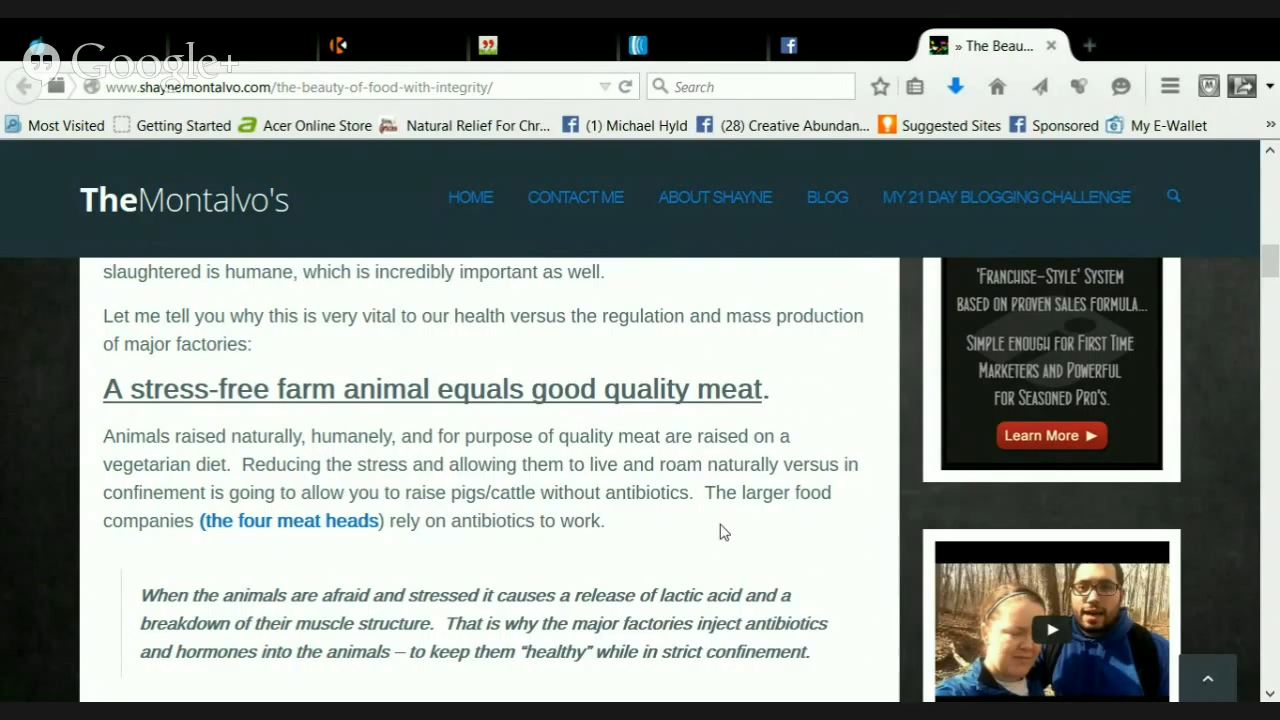 Google+
» The Beau...
www.shaynemontalvo.com/the-beauty-of-food-with-integrity/
Search
Most Visited
Getting Started
Acer Online Store
Natural Relief For Chr...
(1) Michael Hyld
(28) Creative Abundan...
Suggested Sites
Sponsored
My E-Wallet
»
TheMontalvo's
HOME
CONTACT ME
ABOUT SHAYNE
BLOG
MY 21 DAY BLOGGING CHALLENGE
slaughtered is humane, which is incredibly important as well.
Let me tell you why this is very vital to our health versus the regulation and mass production
of major factories:
A stress-free farm animal equals good quality meat.
Animals raised naturally, humanely, and for purpose of quality meat are raised on a
vegetarian diet.  Reducing the stress and allowing them to live and roam naturally versus in
confinement is going to allow you to raise pigs/cattle without antibiotics.  The larger food
companies (the four meat heads) rely on antibiotics to work.
When the animals are afraid and stressed it causes a release of lactic acid and a
breakdown of their muscle structure.  That is why the major factories inject antibiotics
and hormones into the animals – to keep them “healthy” while in strict confinement.
'Franchise-Style' System
based on proven sales formula...
Simple enough for First Time
Marketers and Powerful
for Seasoned Pro's.
Learn More